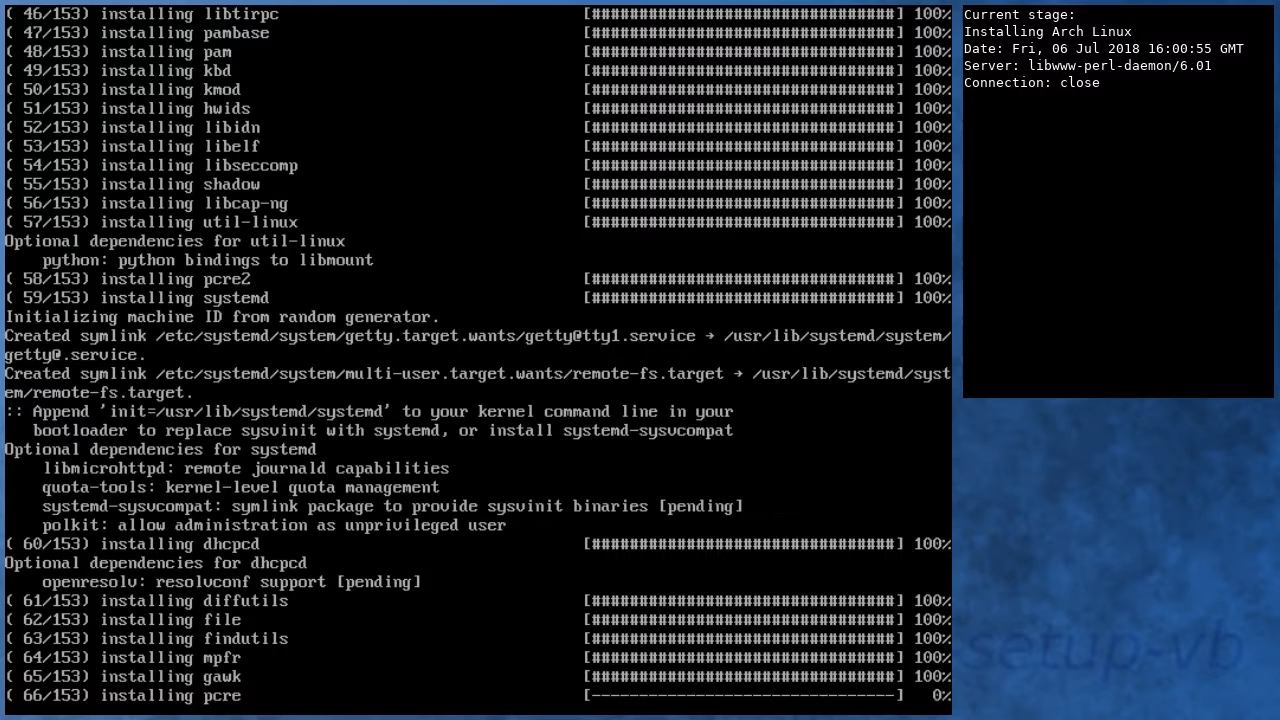 ( 46/153) installing libtirpc [################################] 100%
( 47/153) installing pambase [################################] 100%
( 48/153) installing pam [################################] 100%
( 49/153) installing kbd [################################] 100%
( 50/153) installing kmod [################################] 100%
( 51/153) installing hwids [################################] 100%
( 52/153) installing libidn [################################] 100%
( 53/153) installing libelf [################################] 100%
( 54/153) installing libseccomp [################################] 100%
( 55/153) installing shadow [################################] 100%
( 56/153) installing libcap-ng [################################] 100%
( 57/153) installing util-linux [################################] 100%
Optional dependencies for util-linux
python: python bindings to libmount
( 58/153) installing pcre2 [################################] 100%
( 59/153) installing systemd [################################] 100%
Initializing machine ID from random generator.
Created symlink /etc/systemd/system/getty.target.wants/getty@tty1.service → /usr/lib/systemd/system/
getty@.service.
Created symlink /etc/systemd/system/multi-user.target.wants/remote-fs.target → /usr/lib/systemd/syst
em/remote-fs.target.
:: Append 'init=/usr/lib/systemd/systemd' to your kernel command line in your
bootloader to replace sysvinit with systemd, or install systemd-sysvcompat
Optional dependencies for systemd
libmicrohttpd: remote journald capabilities
quota-tools: kernel-level quota management
systemd-sysvcompat: symlink package to provide sysvinit binaries [pending]
polkit: allow administration as unprivileged user
( 60/153) installing dhcpcd [################################] 100%
Optional dependencies for dhcpcd
openresolv: resolvconf support [pending]
( 61/153) installing diffutils [################################] 100%
( 62/153) installing file [################################] 100%
( 63/153) installing findutils [################################] 100%
( 64/153) installing mpfr [################################] 100%
( 65/153) installing gawk [################################] 100%
( 66/153) installing pcre [--------------------------------] 0%
Current stage:
Installing Arch Linux
Date: Fri, 06 Jul 2018 16:00:55 GMT
Server: libwww-perl-daemon/6.01
Connection: close
setup-vb